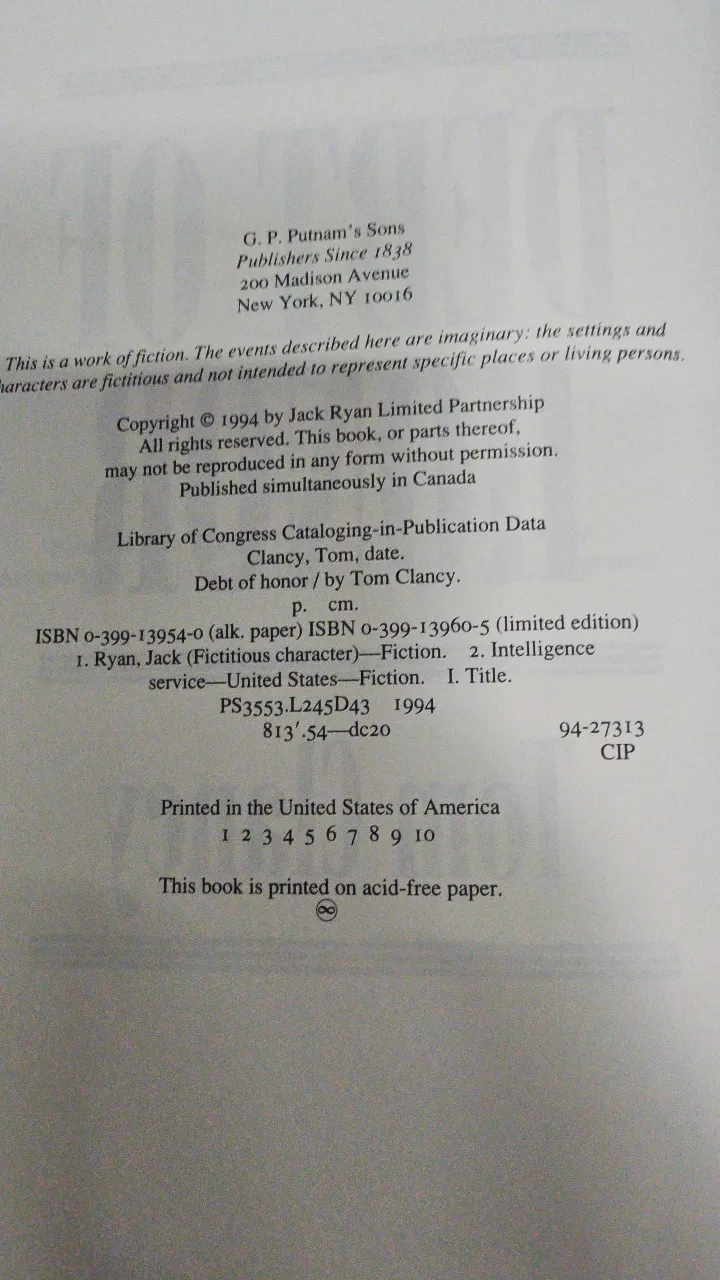 G. P. Putnam's Sons
Publishers Since 1838
200 Madison Avenue
New York, NY 10016
This is a work of fiction. The events described here are imaginary: the settings and
haracters are fictitious and not intended to represent specific places or living persons.
Copyright © 1994 by Jack Ryan Limited Partnership
All rights reserved. This book, or parts thereof,
may not be reproduced in any form without permission.
Published simultaneously in Canada
Library of Congress Cataloging-in-Publication Data
Clancy, Tom, date.
Debt of honor / by Tom Clancy.
p. cm.
ISBN 0-399-13954-0 (alk. paper) ISBN 0-399-13960-5 (limited edition)
1. Ryan, Jack (Fictitious character)—Fiction. 2. Intelligence
service—United States—Fiction. I. Title.
PS3553.L245D43 1994
813'.54—dc20 94-27313
CIP
Printed in the United States of America
1 2 3 4 5 6 7 8 9 10
This book is printed on acid-free paper.